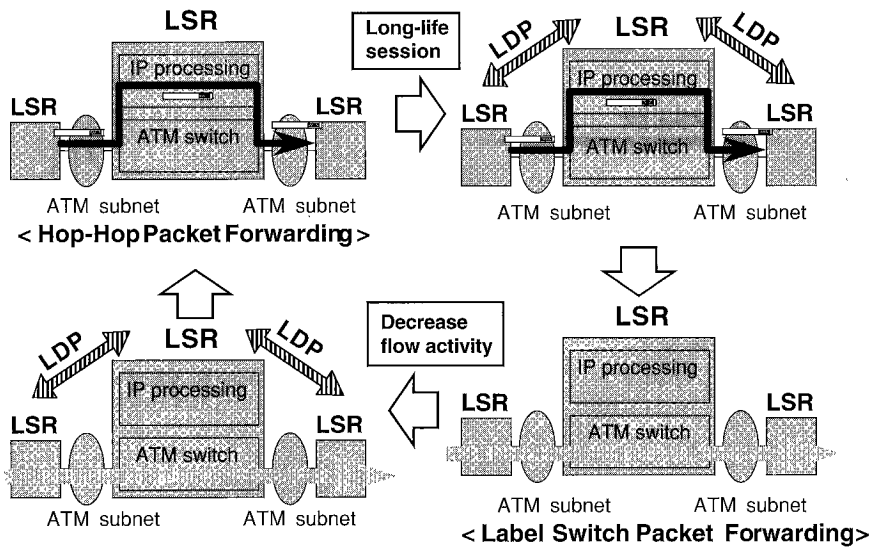 LSR
IP processing
LSR
LSR
ATM switch
ATM subnet
ATM subnet
< Hop-Hop Packet Forwarding >
Long-life
session
LDP
LSR
LDP
IP processing
LSR
LSR
ATM switch
ATM subnet
ATM subnet
LDP
LSR
LDP
IP processing
LSR
LSR
ATM switch
ATM subnet
ATM subnet
Decrease
flow activity
LSR
IP processing
LSR
LSR
ATM switch
ATM subnet
ATM subnet
< Label Switch Packet Forwarding>